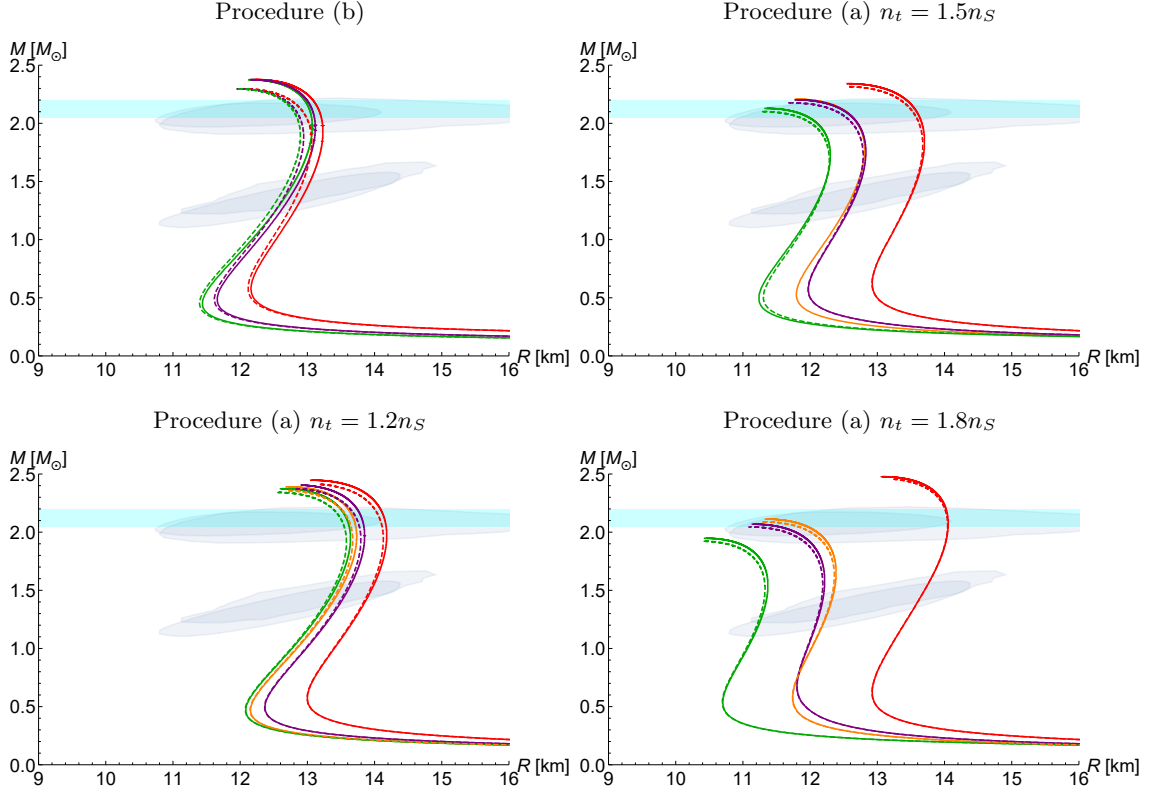 Procedure (b)
M [M⊙]
2.5
2.0
1.5
1.0
0.5
0.0
9 10 11 12 13 14 15 16
R [km]
Procedure (a) n_t = 1.5n_S
M [M⊙]
2.5
2.0
1.5
1.0
0.5
0.0
9 10 11 12 13 14 15 16
R [km]
Procedure (a) n_t = 1.2n_S
M [M⊙]
2.5
2.0
1.5
1.0
0.5
0.0
9 10 11 12 13 14 15 16
R [km]
Procedure (a) n_t = 1.8n_S
M [M⊙]
2.5
2.0
1.5
1.0
0.5
0.0
9 10 11 12 13 14 15 16
R [km]